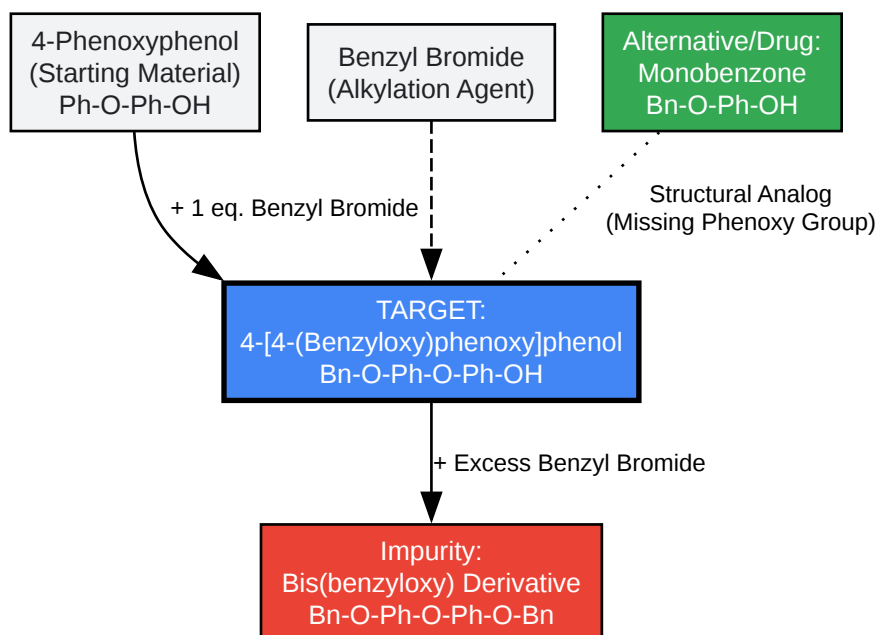 4-Phenoxyphenol
(Starting Material)
Ph-O-Ph-OH
Benzyl Bromide
(Alkylation Agent)
Alternative/Drug:
Monobenzone
Bn-O-Ph-OH
+ 1 eq. Benzyl Bromide
Structural Analog
(Missing Phenoxy Group)
TARGET:
4-[4-(Benzyloxy)phenoxy]phenol
Bn-O-Ph-O-Ph-OH
+ Excess Benzyl Bromide
Impurity:
Bis(benzyloxy) Derivative
Bn-O-Ph-O-Ph-O-Bn